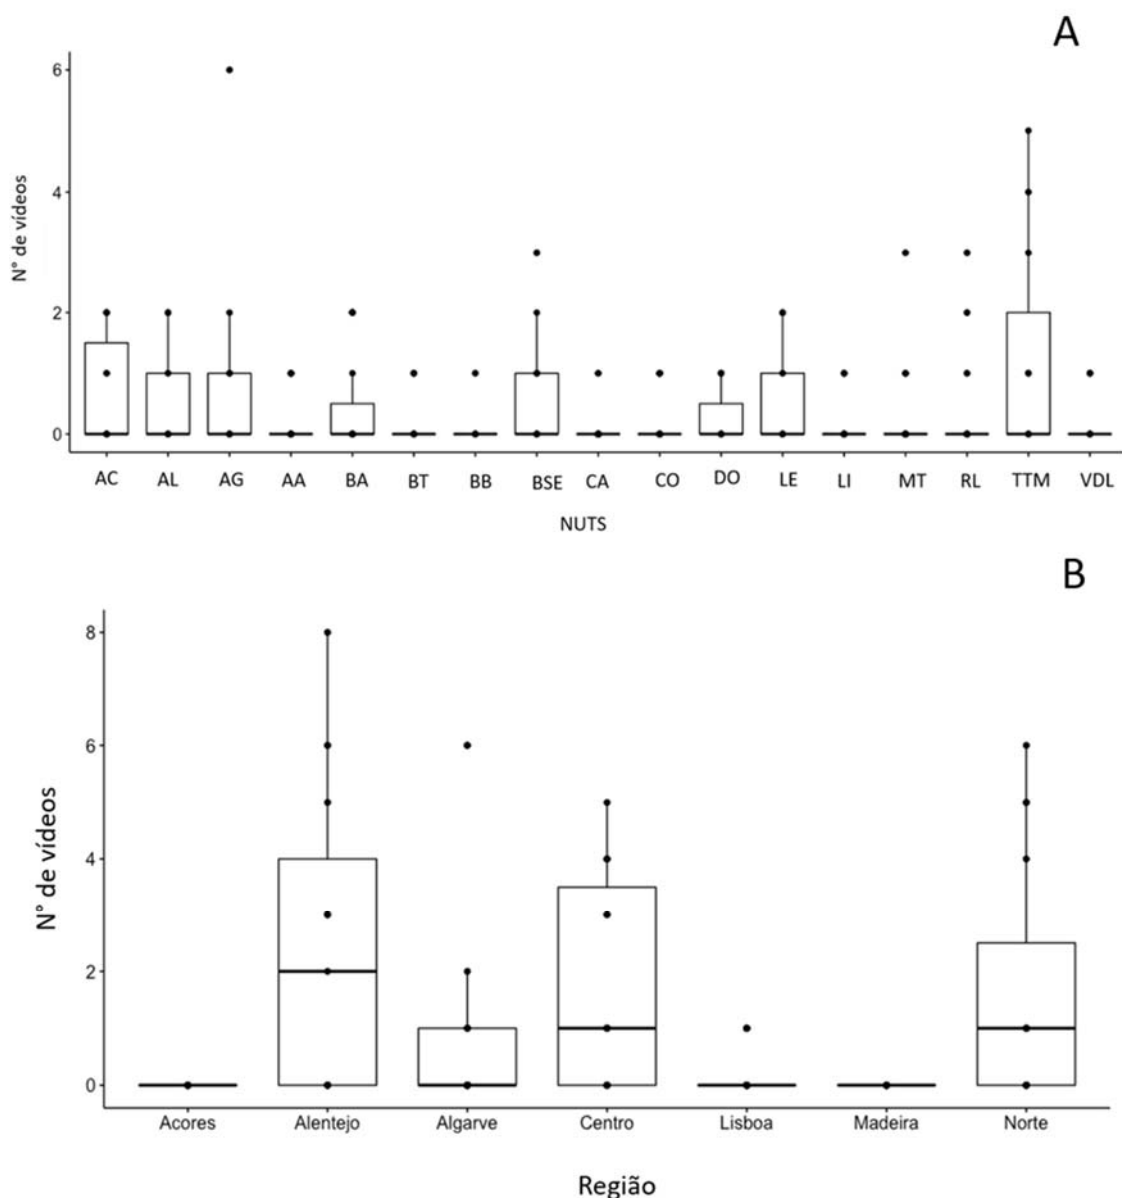 A
N° de vídeos
6
4
2
0
AC AL AG AA BA BT BB BSE CA CO DO LE LI MT RL TTM VDL
NUTS
B
N° de vídeos
8
6
4
2
0
Acores Alentejo Algarve Centro Lisboa Madeira Norte
Região